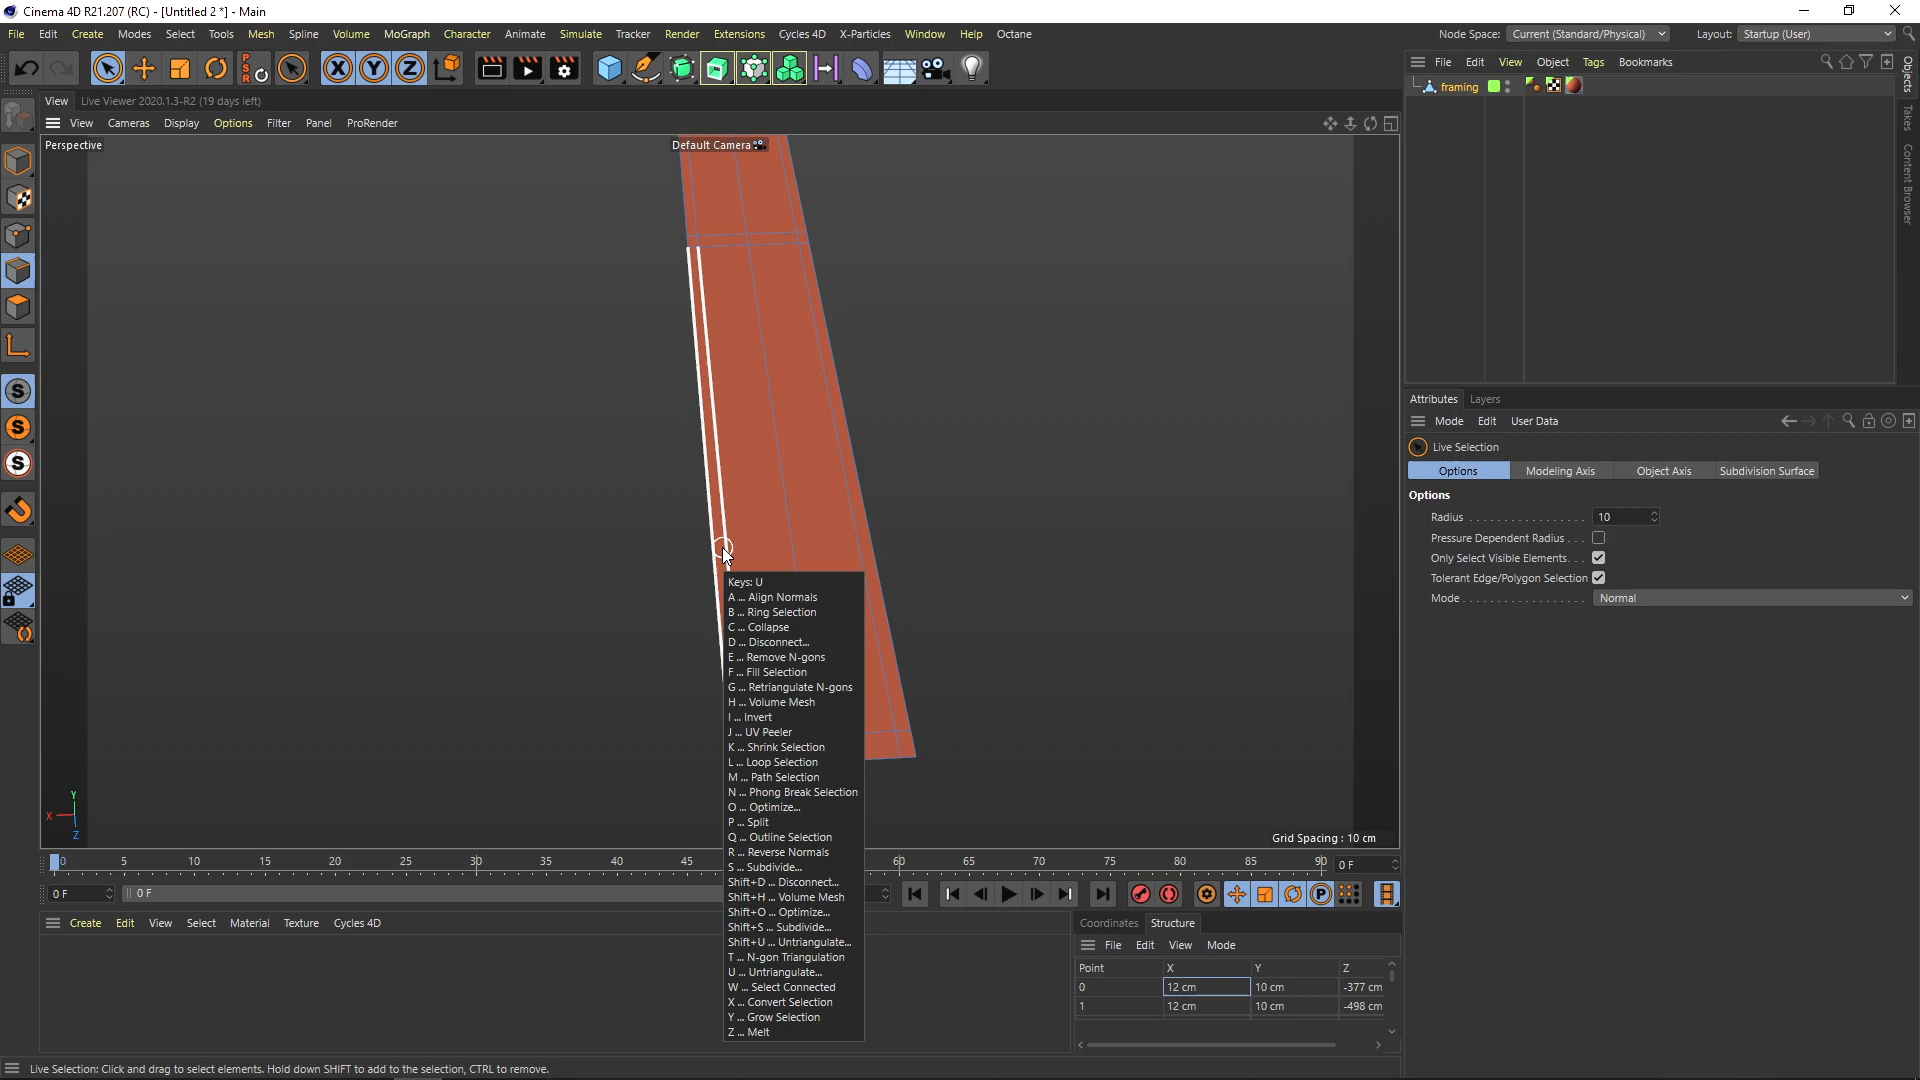 Cinema 4D R21.207 (RC) - [Untitled 2 *] - Main
File Edit Create Modes Select Tools Mesh Spline Volume MoGraph Character Animate Simulate Tracker Render Extensions Cycles 4D X-Particles Window Help Octane
Node Space: Current (Standard/Physical) Layout: Startup (User)
P
S
R
X Y Z
File Edit View Object Tags Bookmarks
framing
Objects
Takes
Content Browser
View Live Viewer 2020.1.3-R2 (19 days left)
View Cameras Display Options Filter Panel ProRender
Perspective
Default Camera
S
S
S
Attributes Layers
Mode Edit User Data
Live Selection
Options Modeling Axis Object Axis Subdivision Surface
Options
Radius 10
Pressure Dependent Radius
Only Select Visible Elements
Tolerant Edge/Polygon Selection
Mode Normal
Keys: U
A ... Align Normals
B ... Ring Selection
C ... Collapse
D ... Disconnect...
E ... Remove N-gons
F ... Fill Selection
G ... Retriangulate N-gons
H ... Volume Mesh
I ... Invert
J ... UV Peeler
K ... Shrink Selection
L ... Loop Selection
M ... Path Selection
N ... Phong Break Selection
O ... Optimize...
P ... Split
Q ... Outline Selection
R ... Reverse Normals
S ... Subdivide...
Shift+D ... Disconnect...
Shift+H ... Volume Mesh
Shift+O ... Optimize...
Shift+S ... Subdivide...
Shift+U ... Untriangulate...
T ... N-gon Triangulation
U ... Untriangulate...
W ... Select Connected
X ... Convert Selection
Y ... Grow Selection
Z ... Melt
Y
X
Z
Grid Spacing : 10 cm
0 5 10 15 20 25 30 35 40 45 60 65 70 75 80 85 90 0 F
0 F 0 F
P
Create Edit View Select Material Texture Cycles 4D
Coordinates Structure
File Edit View Mode
Point X Y Z
0 12 cm 10 cm -377 cm
1 12 cm 10 cm -498 cm
Live Selection: Click and drag to select elements. Hold down SHIFT to add to the selection, CTRL to remove.